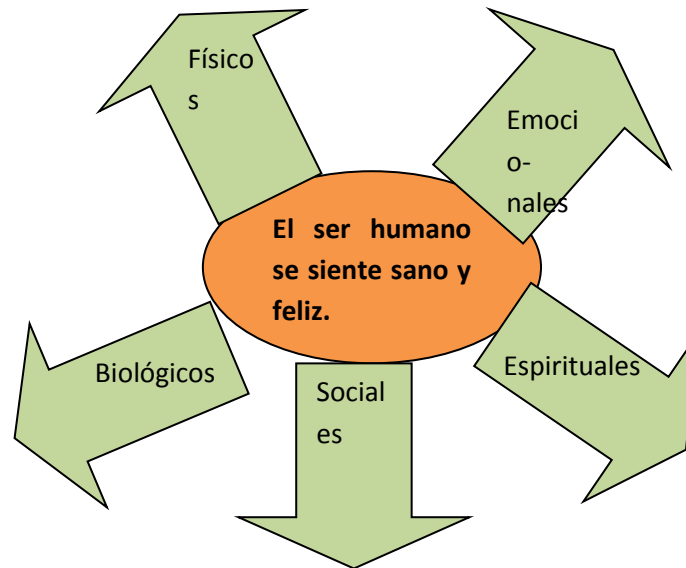 Físico
s
Emoci
o-
nales
El ser humano
se siente sano y
feliz.
Biológicos
Espirituales
Social
es